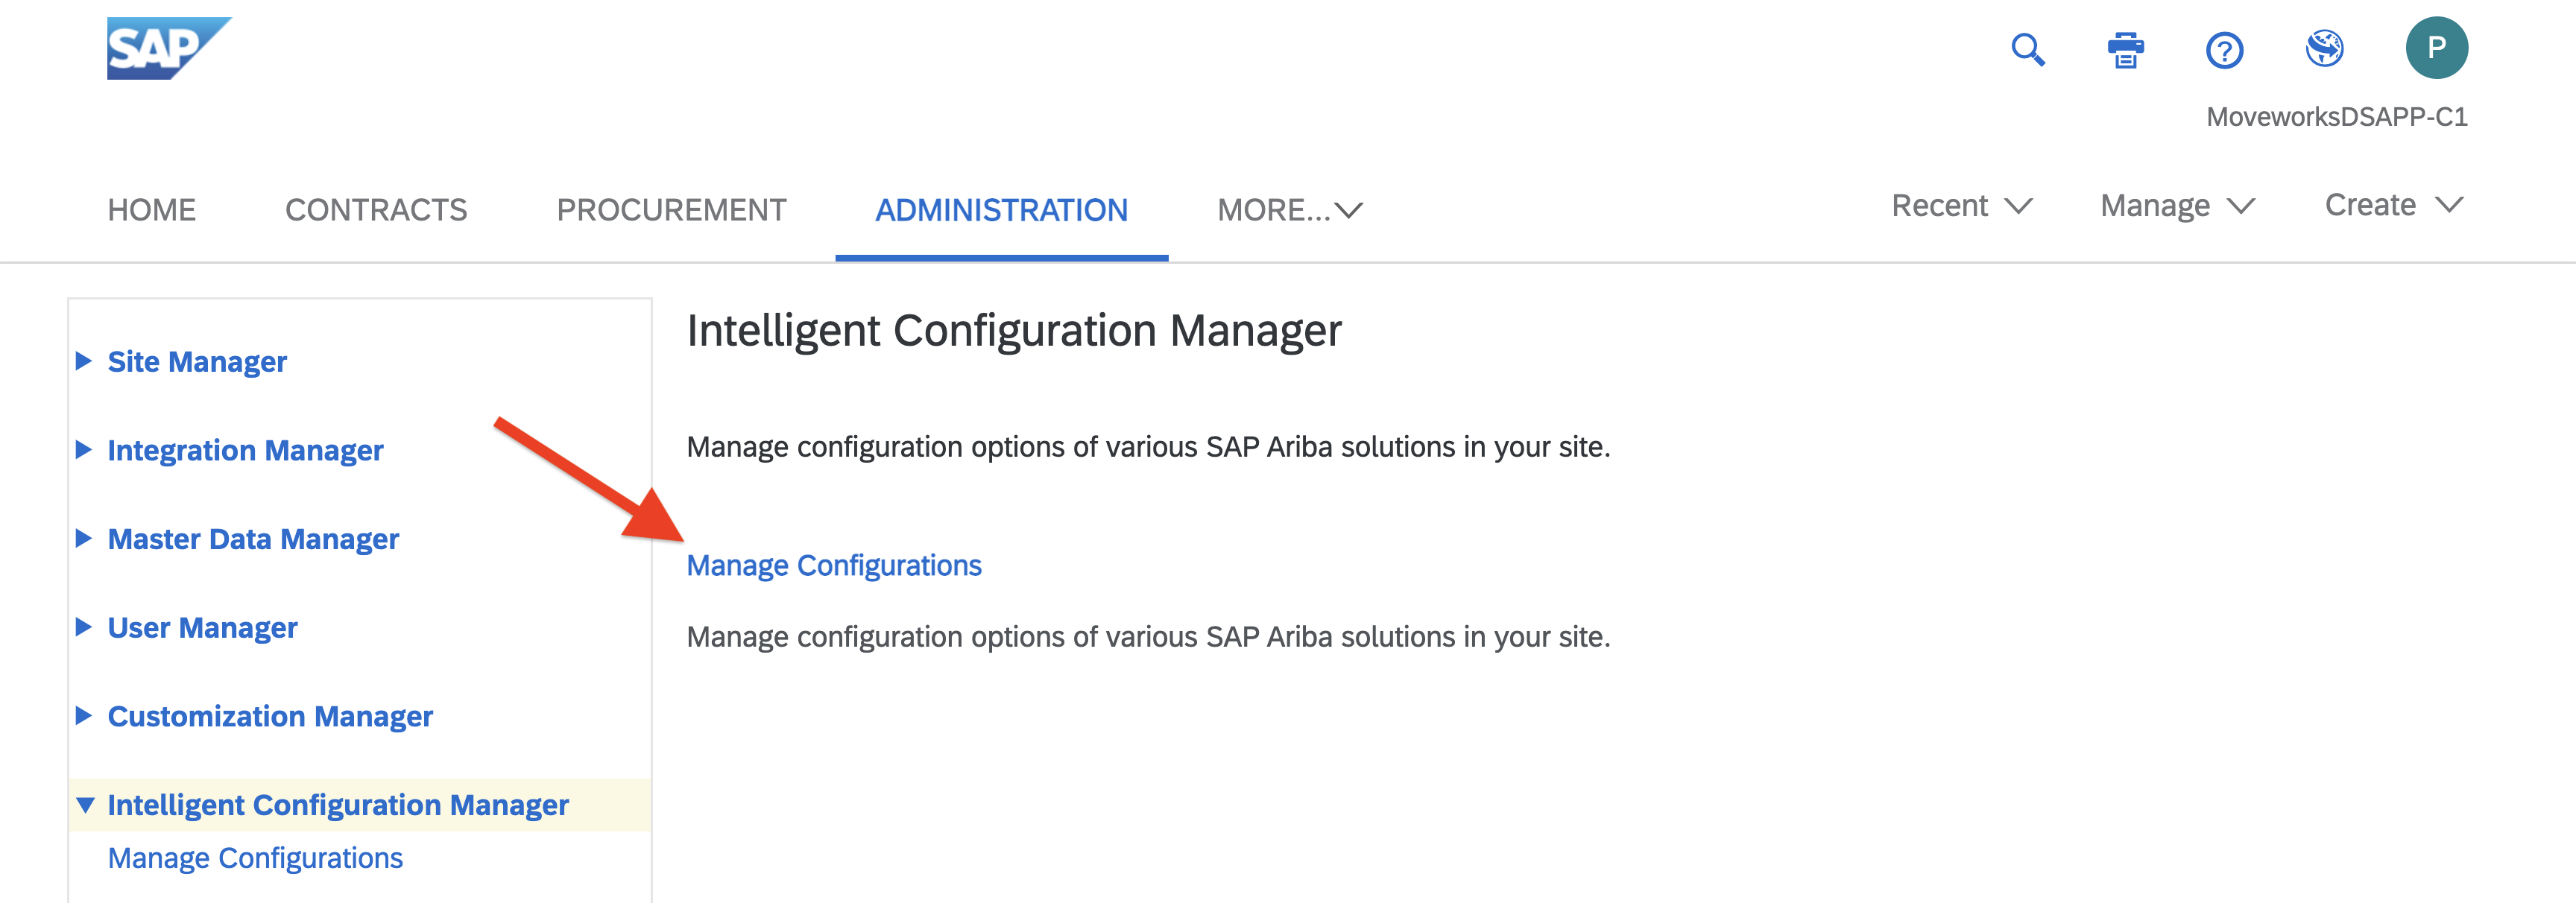 SAP
P
MoveworksDSAPP-C1
HOME CONTRACTS PROCUREMENT ADMINISTRATION MORE... Recent Manage Create
Site Manager
Integration Manager
Master Data Manager
User Manager
Customization Manager
Intelligent Configuration Manager
Manage Configurations
Intelligent Configuration Manager
Manage configuration options of various SAP Ariba solutions in your site.
Manage Configurations
Manage configuration options of various SAP Ariba solutions in your site.